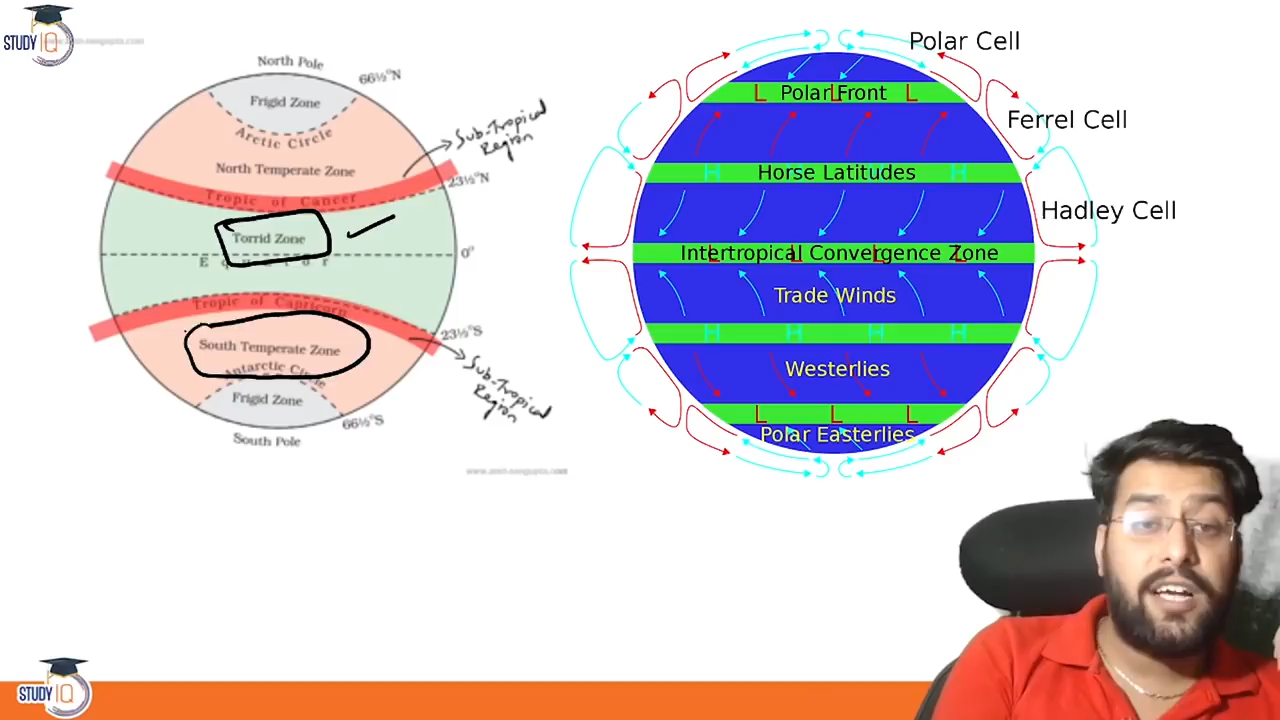 STUDY IQ
North Pole
66½°N
Frigid Zone
Arctic Circle
Sub-Tropical
Region
North Temperate Zone
23½°N
Tropic of Cancer
Torrid Zone
Equator
0°
Tropic of Capricorn
23½°S
South Temperate Zone
Antarctic Circle
Sub-Tropical
Region
Frigid Zone
66½°S
South Pole
Polar Cell
L Polar Front L L
Ferrel Cell
H Horse Latitudes
Hadley Cell
L Intertropical Convergence Zone L L L
Trade Winds
H H H H
Westerlies
L L L
Polar Easterlies
STUDY IQ